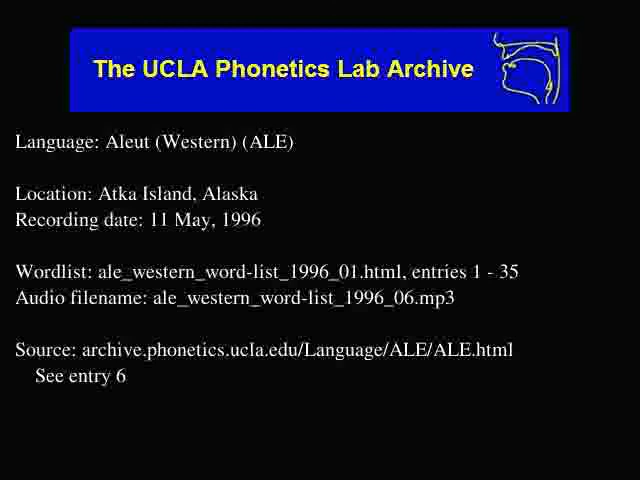 The UCLA Phonetics Lab Archive
Language: Aleut (Western) (ALE)
Location: Atka Island, Alaska
Recording date: 11 May, 1996
Wordlist: ale_western_word-list_1996_01.html, entries 1 - 35
Audio filename: ale_western_word-list_1996_06.mp3
Source: archive.phonetics.ucla.edu/Language/ALE/ALE.html
See entry 6